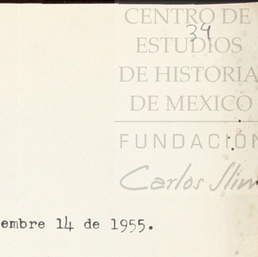 CENTRO DE
39
ESTUDIOS
DE HISTORIA
DE MEXICO
FUNDACIÓN
Carlos Slim
embre 14 de 1955.